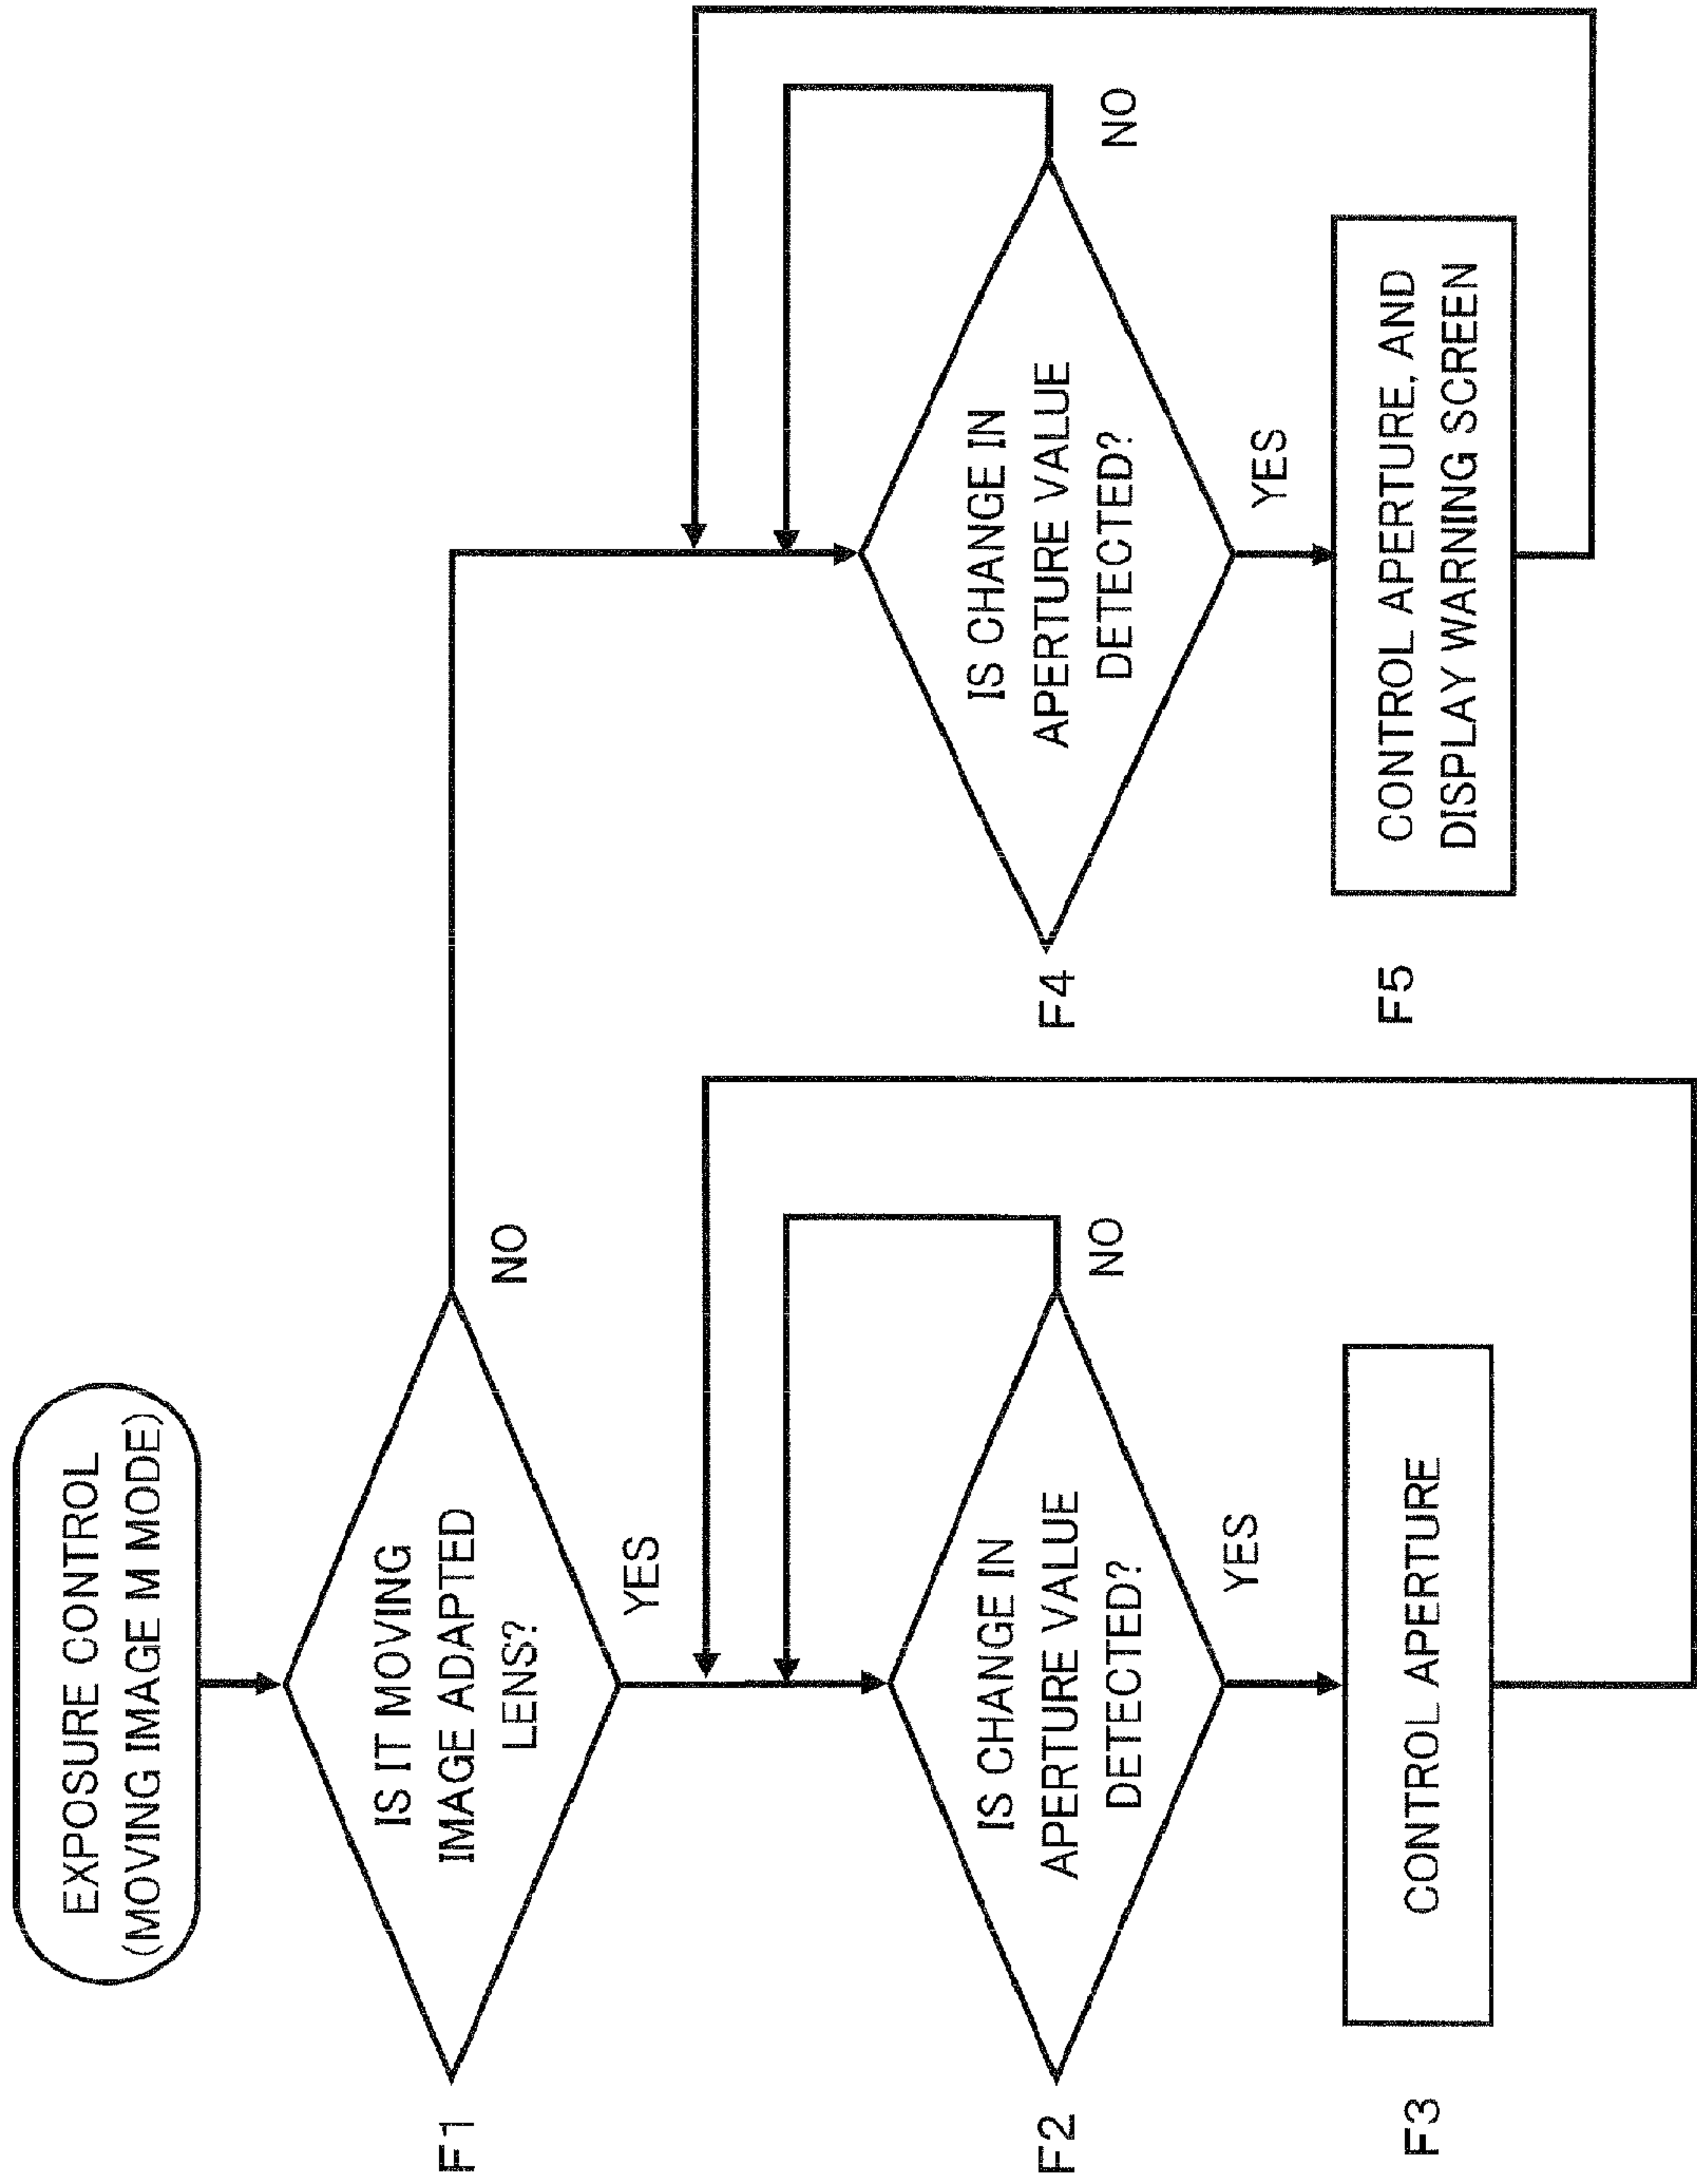 EXPOSURE CONTROL
(MOVING IMAGE M MODE)
F1
IS IT MOVING
IMAGE ADAPTED
LENS?
NO
YES
F2
IS CHANGE IN
APERTURE VALUE
DETECTED?
NO
YES
F3
CONTROL APERTURE
F4
IS CHANGE IN
APERTURE VALUE
DETECTED?
NO
YES
F5
CONTROL APERTURE, AND
DISPLAY WARNING SCREEN